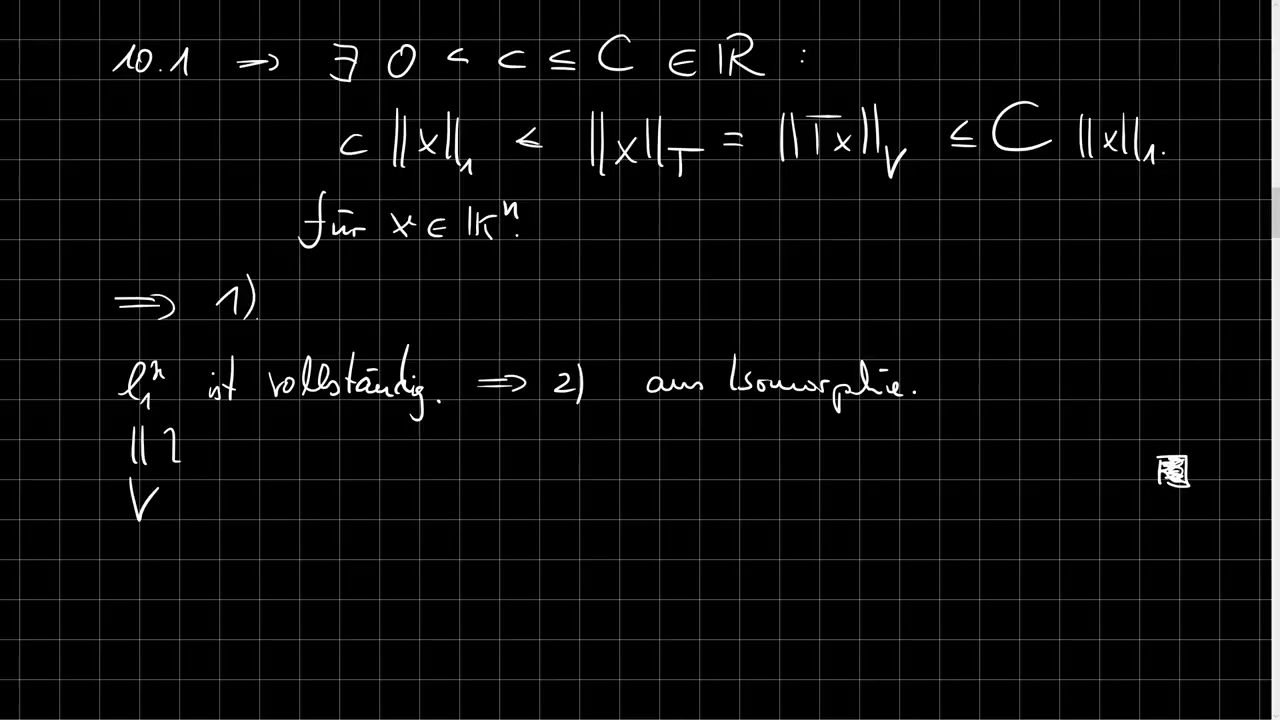 10.1 ⇒ ∃ 0 < c ≤ C ∈ ℝ :
c ‖x‖₁ ≤ ‖x‖_T = ‖Tx‖_V ≤ C ‖x‖₁.
für x ∈ 𝕂ⁿ.
⇒ 1).
ℓ₁ⁿ ist vollständig. ⇒ 2) aus Isomorphie.
‖≀
V